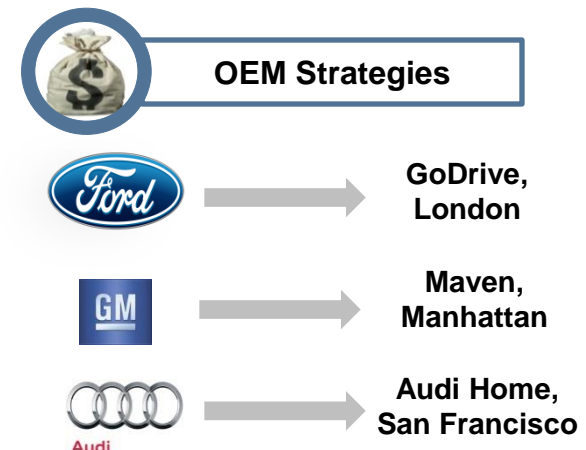 $
OEM Strategies
Ford
GoDrive,
London
GM
Maven,
Manhattan
Audi
Audi Home,
San Francisco